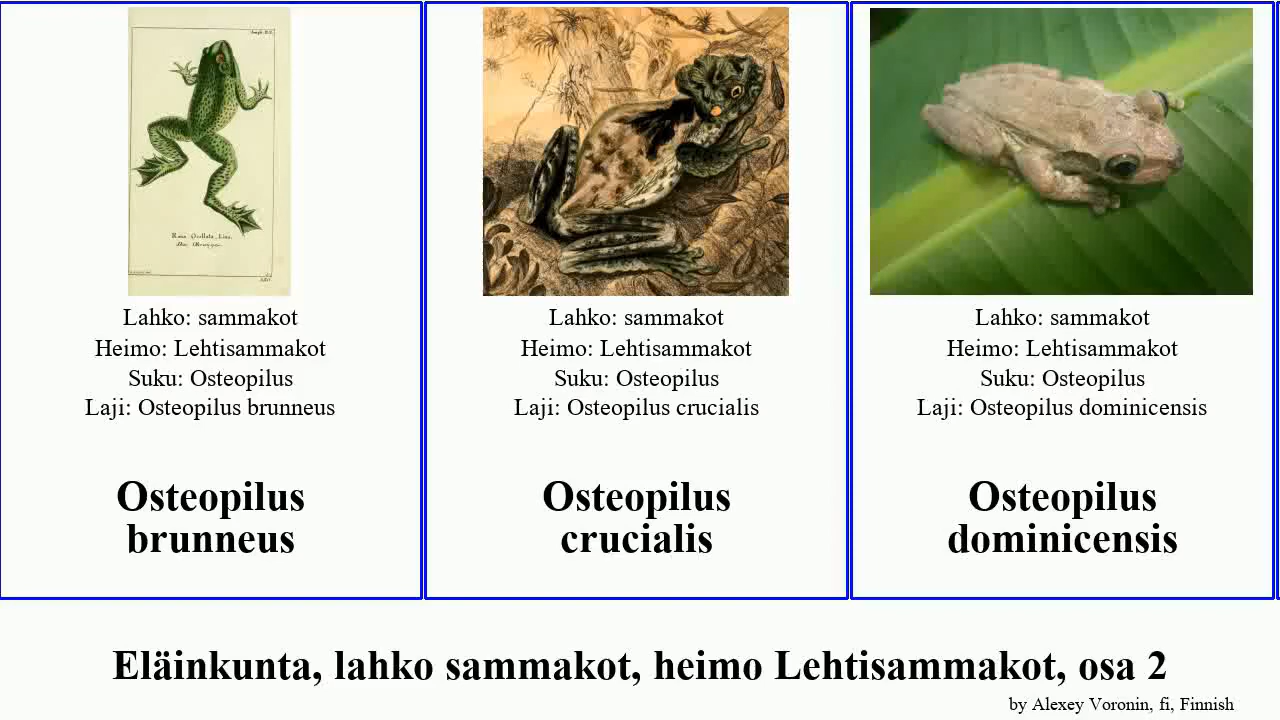 Rana Ocellata, Linn.
Lahko: sammakot
Heimo: Lehtisammakot
Suku: Osteopilus
Laji: Osteopilus brunneus
Osteopilus
brunneus
Lahko: sammakot
Heimo: Lehtisammakot
Suku: Osteopilus
Laji: Osteopilus crucialis
Osteopilus
crucialis
Lahko: sammakot
Heimo: Lehtisammakot
Suku: Osteopilus
Laji: Osteopilus dominicensis
Osteopilus
dominicensis
Eläinkunta, lahko sammakot, heimo Lehtisammakot, osa 2
by Alexey Voronin, fi, Finnish